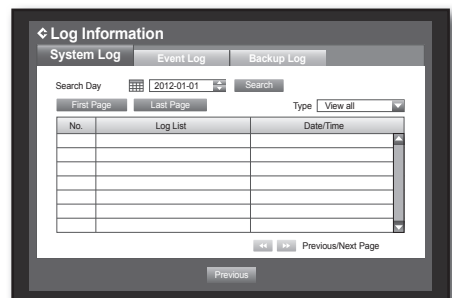 Log Information
System Log Event Log Backup Log
Search Day 2012-01-01 Search
First Page Last Page Type View all
No. Log List Date/Time
Previous/Next Page
Previous